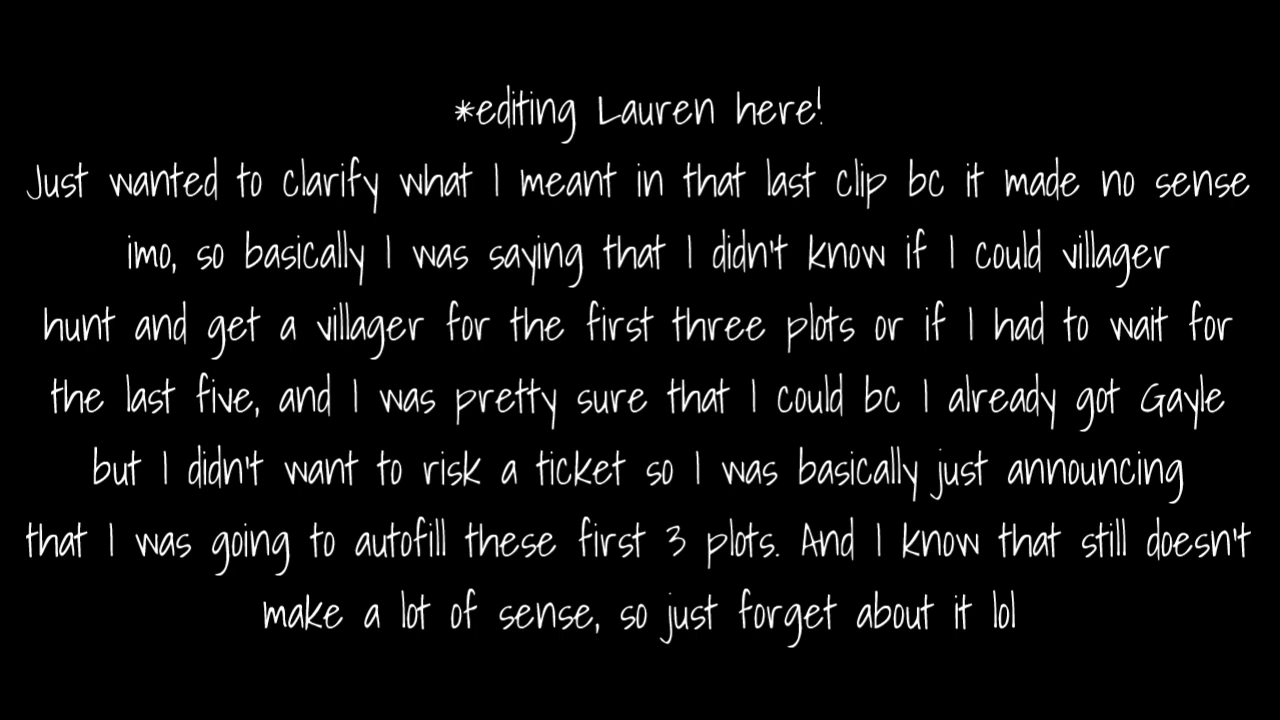 *editing Lauren here!
Just wanted to clarify what I meant in that last clip bc it made no sense
imo, so basically I was saying that I didn't know if I could villager
hunt and get a villager for the first three plots or if I had to wait for
the last five, and I was pretty sure that I could bc I already got Gayle
but I didn't want to risk a ticket so I was basically just announcing
that I was going to autofill these first 3 plots. And I know that still doesn't
make a lot of sense, so just forget about it lol